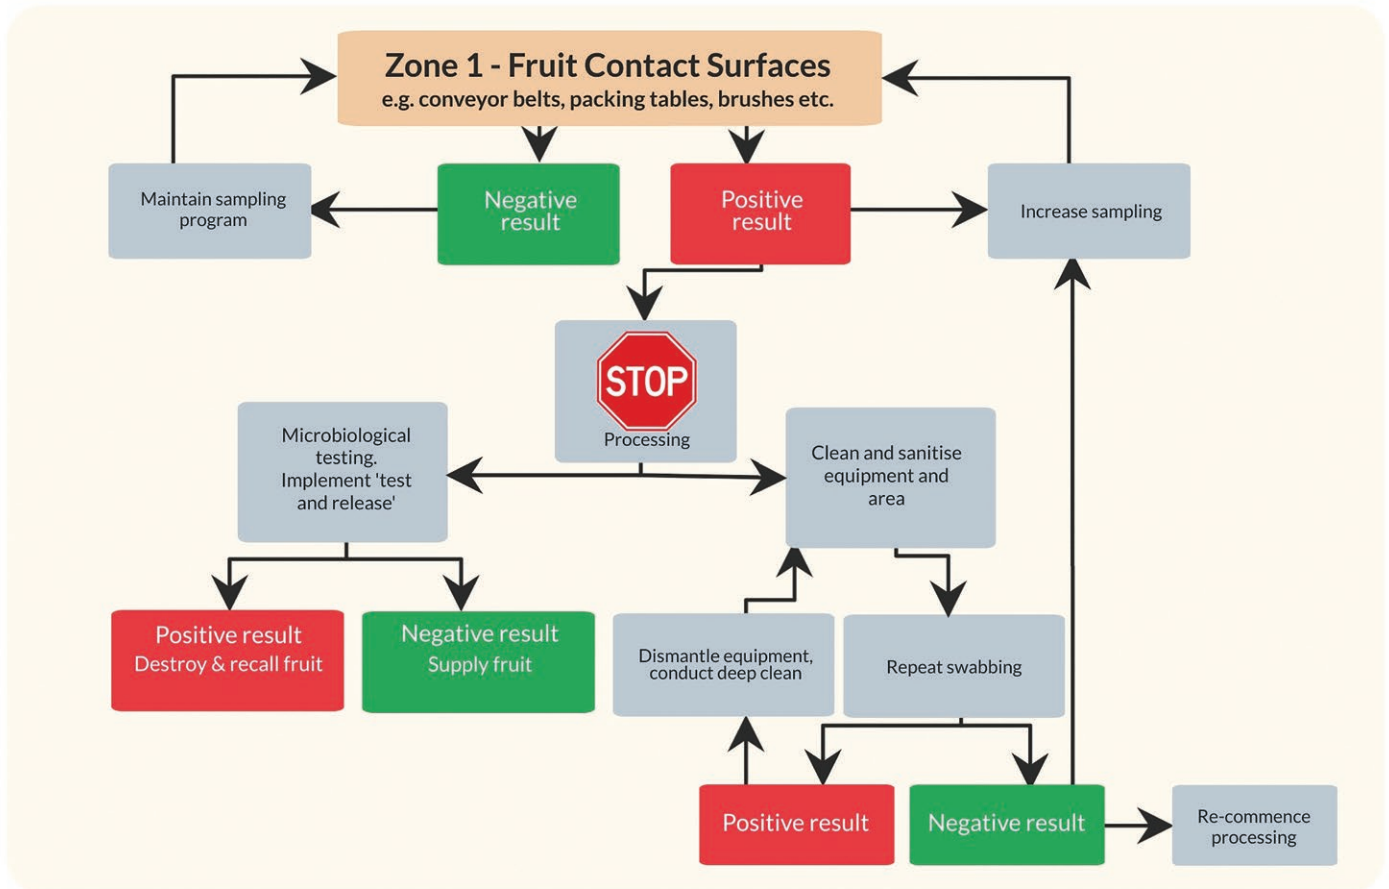 Zone 1 - Fruit Contact Surfaces
e.g. conveyor belts, packing tables, brushes etc.
Maintain sampling
program
Negative
result
Positive
result
Increase sampling
STOP
Processing
Microbiological
testing.
Implement 'test
and release'
Clean and sanitise
equipment and
area
Positive result
Destroy & recall fruit
Negative result
Supply fruit
Dismantle equipment,
conduct deep clean
Repeat swabbing
Positive result
Negative result
Re-commence
processing